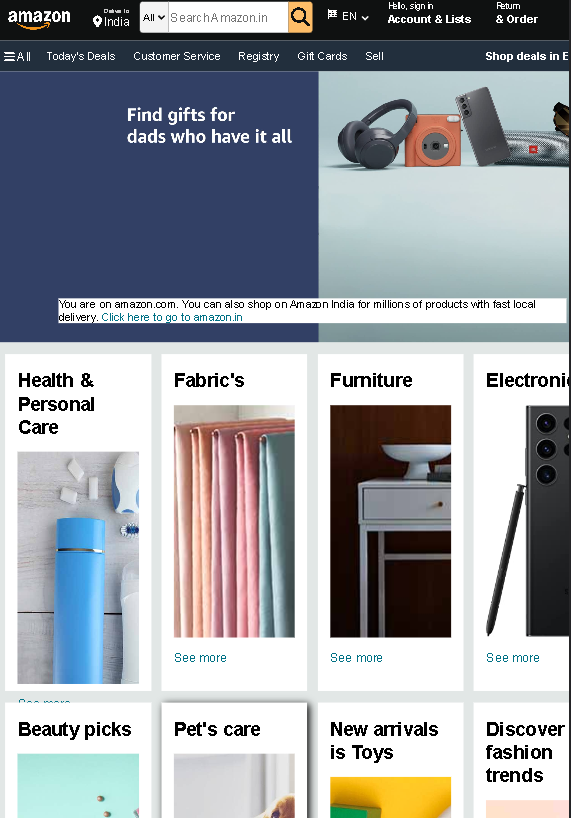 amazon
Deliver to
India
All
Search Amazon.in
EN
Hello, sign in
Account & Lists
Return
& Order
All
Today's Deals
Customer Service
Registry
Gift Cards
Sell
Shop deals in E
Find gifts for
dads who have it all
You are on amazon.com. You can also shop on Amazon India for millions of products with fast local
delivery. Click here to go to amazon.in
Health &
Personal
Care
Fabric's
Furniture
Electronic
See more
See more
See more
See more
Beauty picks
Pet's care
New arrivals
is Toys
Discover
fashion
trends